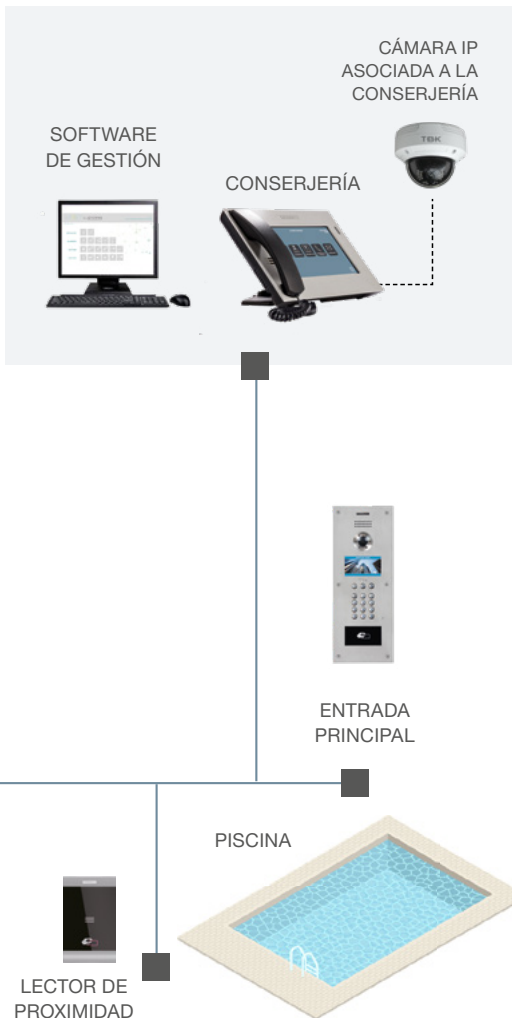 CÁMARA IP
ASOCIADA A LA
CONSERJERÍA
SOFTWARE
DE GESTIÓN
CONSERJERÍA
TBK
ENTRADA
PRINCIPAL
PISCINA
LECTOR DE
PROXIMIDAD